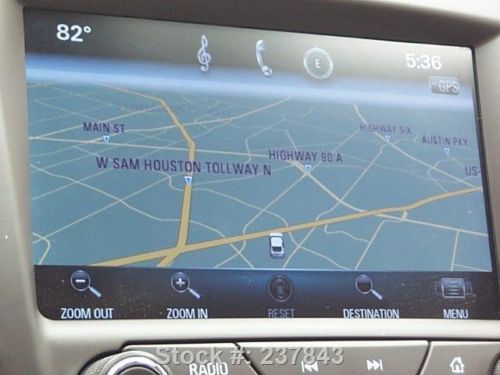 82°
E
5:36
GPS
MAIN ST
HIGHWAY SIX
AUSTIN PKY
W SAM HOUSTON TOLLWAY N
HIGHWAY 90 A
US-
ZOOM OUT
ZOOM IN
RESET
DESTINATION
MENU
RADIO
Stock #: 237843